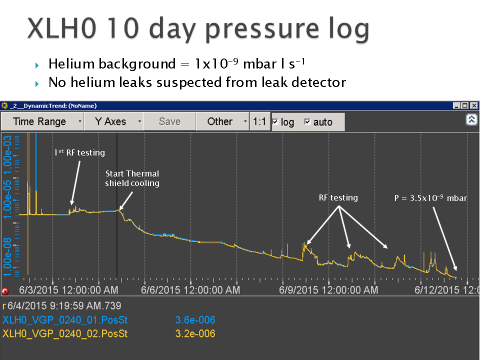 XLH0 10 day pressure log
Helium background = 1x10⁻⁹ mbar l s⁻¹
No helium leaks suspected from leak detector
_2__DynamicTrend: (NoName)
Time Range Y Axes Save Other 1:1 log auto
1.00e-03
1.00e-05
1.00e-08
1st RF testing
Start Thermal
shield cooling
RF testing
P = 3.5x10⁻⁹ mbar
6/3/2015 12:00:00 AM 6/6/2015 12:00:00 AM 6/9/2015 12:00:00 AM 6/12/2015 12:00:00 AM
r 6/4/2015 9:19:59 AM.739
XLH0_VGP_0240_01.PosSt 3.6e-006
XLH0_VGP_0240_02.PosSt 3.2e-006